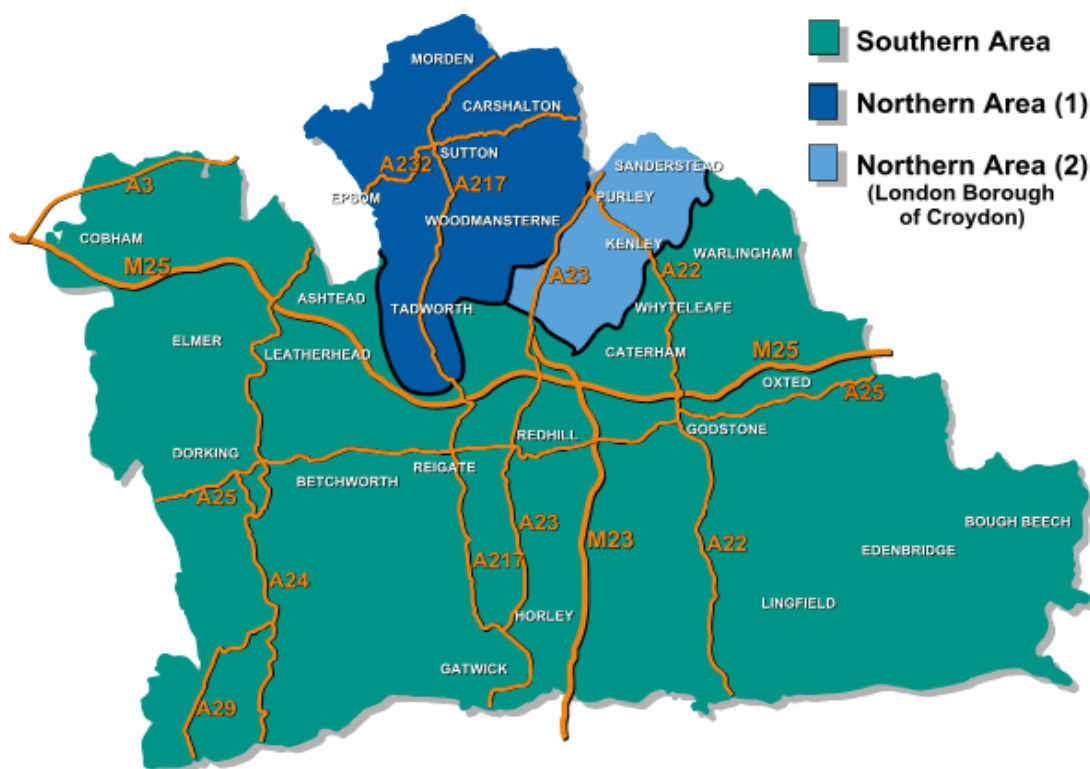 Southern Area
Northern Area (1)
Northern Area (2)
(London Borough
of Croydon)
MORDEN
CARSHALTON
SUTTON
A232
A217
EPSOM
WOODMANSTERNE
SANDERSTEAD
PURLEY
KENLEY
A3
COBHAM
M25
A23
A22
WARLINGHAM
ASHTEAD
TADWORTH
WHYTELEAFE
ELMER
LEATHERHEAD
CATERHAM
M25
OXTED
A25
DORKING
REDHILL
GODSTONE
REIGATE
BETCHWORTH
A25
A23
M23
A22
BOUGH BEECH
EDENBRIDGE
A217
A24
LINGFIELD
HORLEY
GATWICK
A29